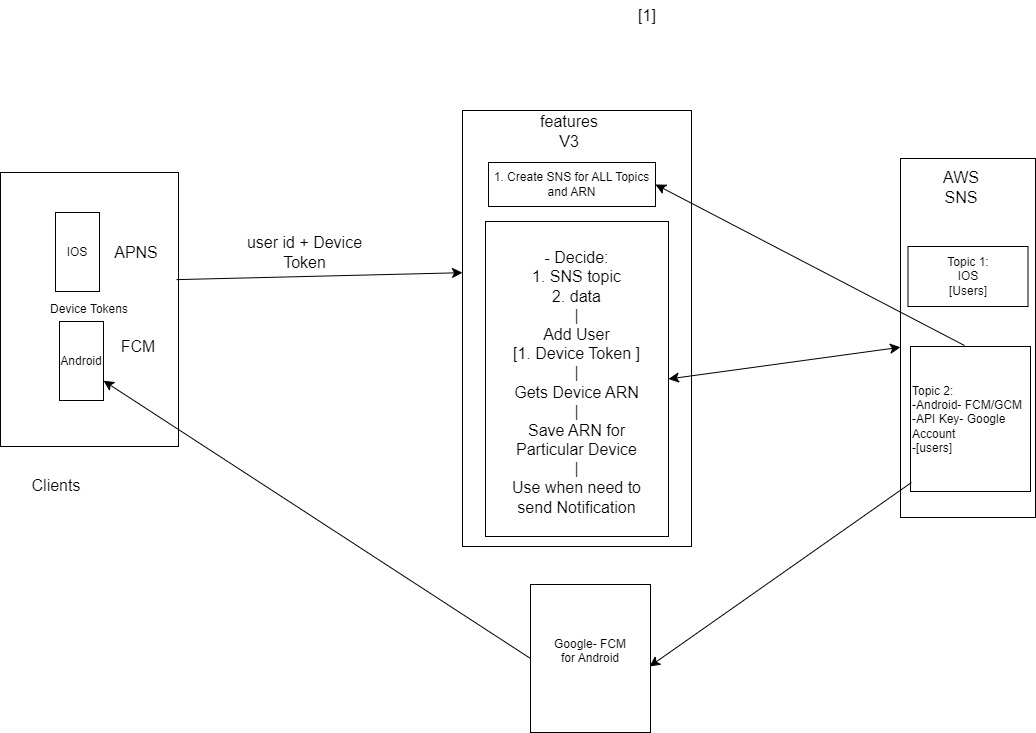 [1]
features
V3
1. Create SNS for ALL Topics
and ARN
AWS
SNS
IOS
APNS
user id + Device
Token
Device Tokens
Android
FCM
Clients
- Decide:
1. SNS topic
2. data
|
Add User
[1. Device Token ]
|
Gets Device ARN
|
Save ARN for
Particular Device
|
Use when need to
send Notification
Topic 1:
IOS
[Users]
Topic 2:
-Android- FCM/GCM
-API Key- Google
Account
-[users]
Google- FCM
for Android